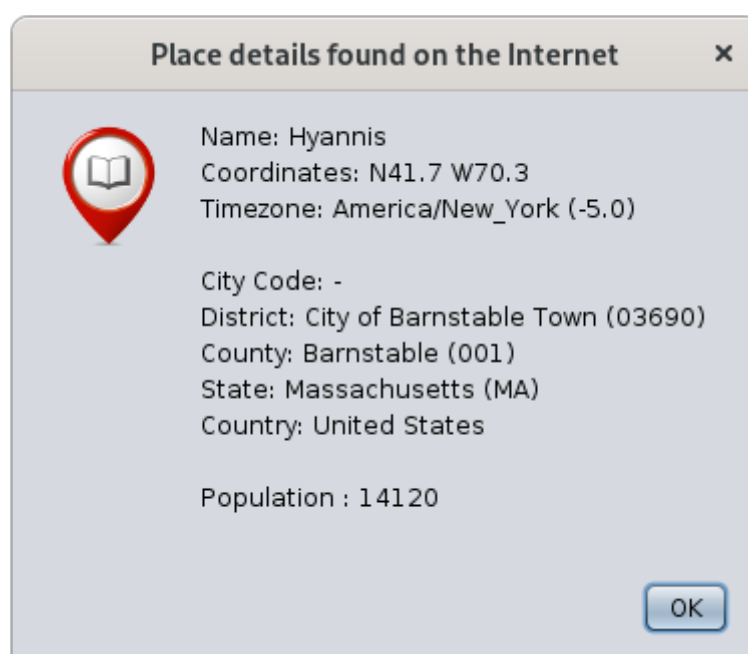 Place details found on the Internet ×
Name: Hyannis
Coordinates: N41.7 W70.3
Timezone: America/New_York (-5.0)
City Code: -
District: City of Barnstable Town (03690)
County: Barnstable (001)
State: Massachusetts (MA)
Country: United States
Population : 14120
OK